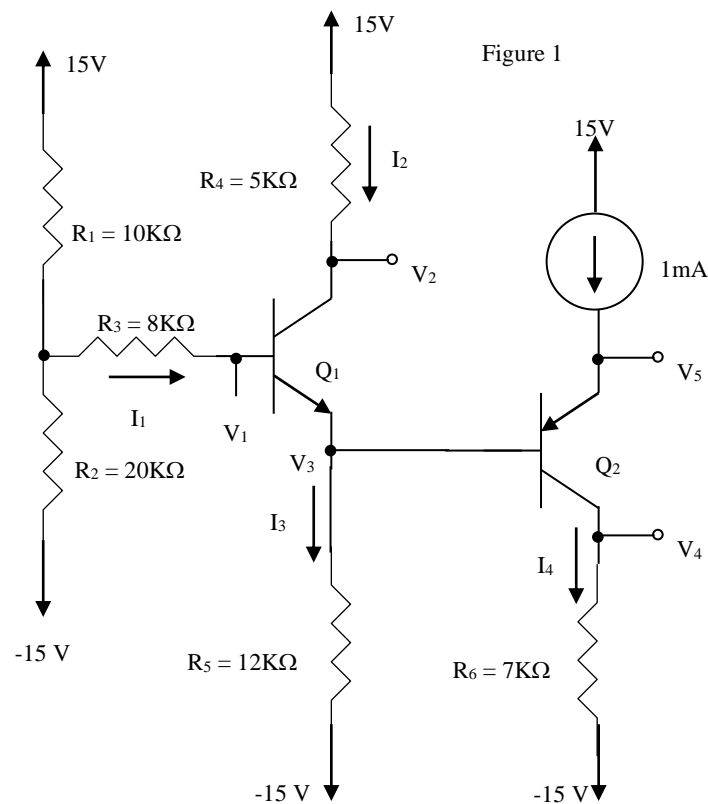 15V
15V
Figure 1
15V
R₄ = 5KΩ
I₂
R₁ = 10KΩ
V₂
1mA
R₃ = 8KΩ
Q₁
V₅
I₁
V₁
R₂ = 20KΩ
V₃
Q₂
I₃
I₄
V₄
-15 V
R₅ = 12KΩ
R₆ = 7KΩ
-15 V
-15 V